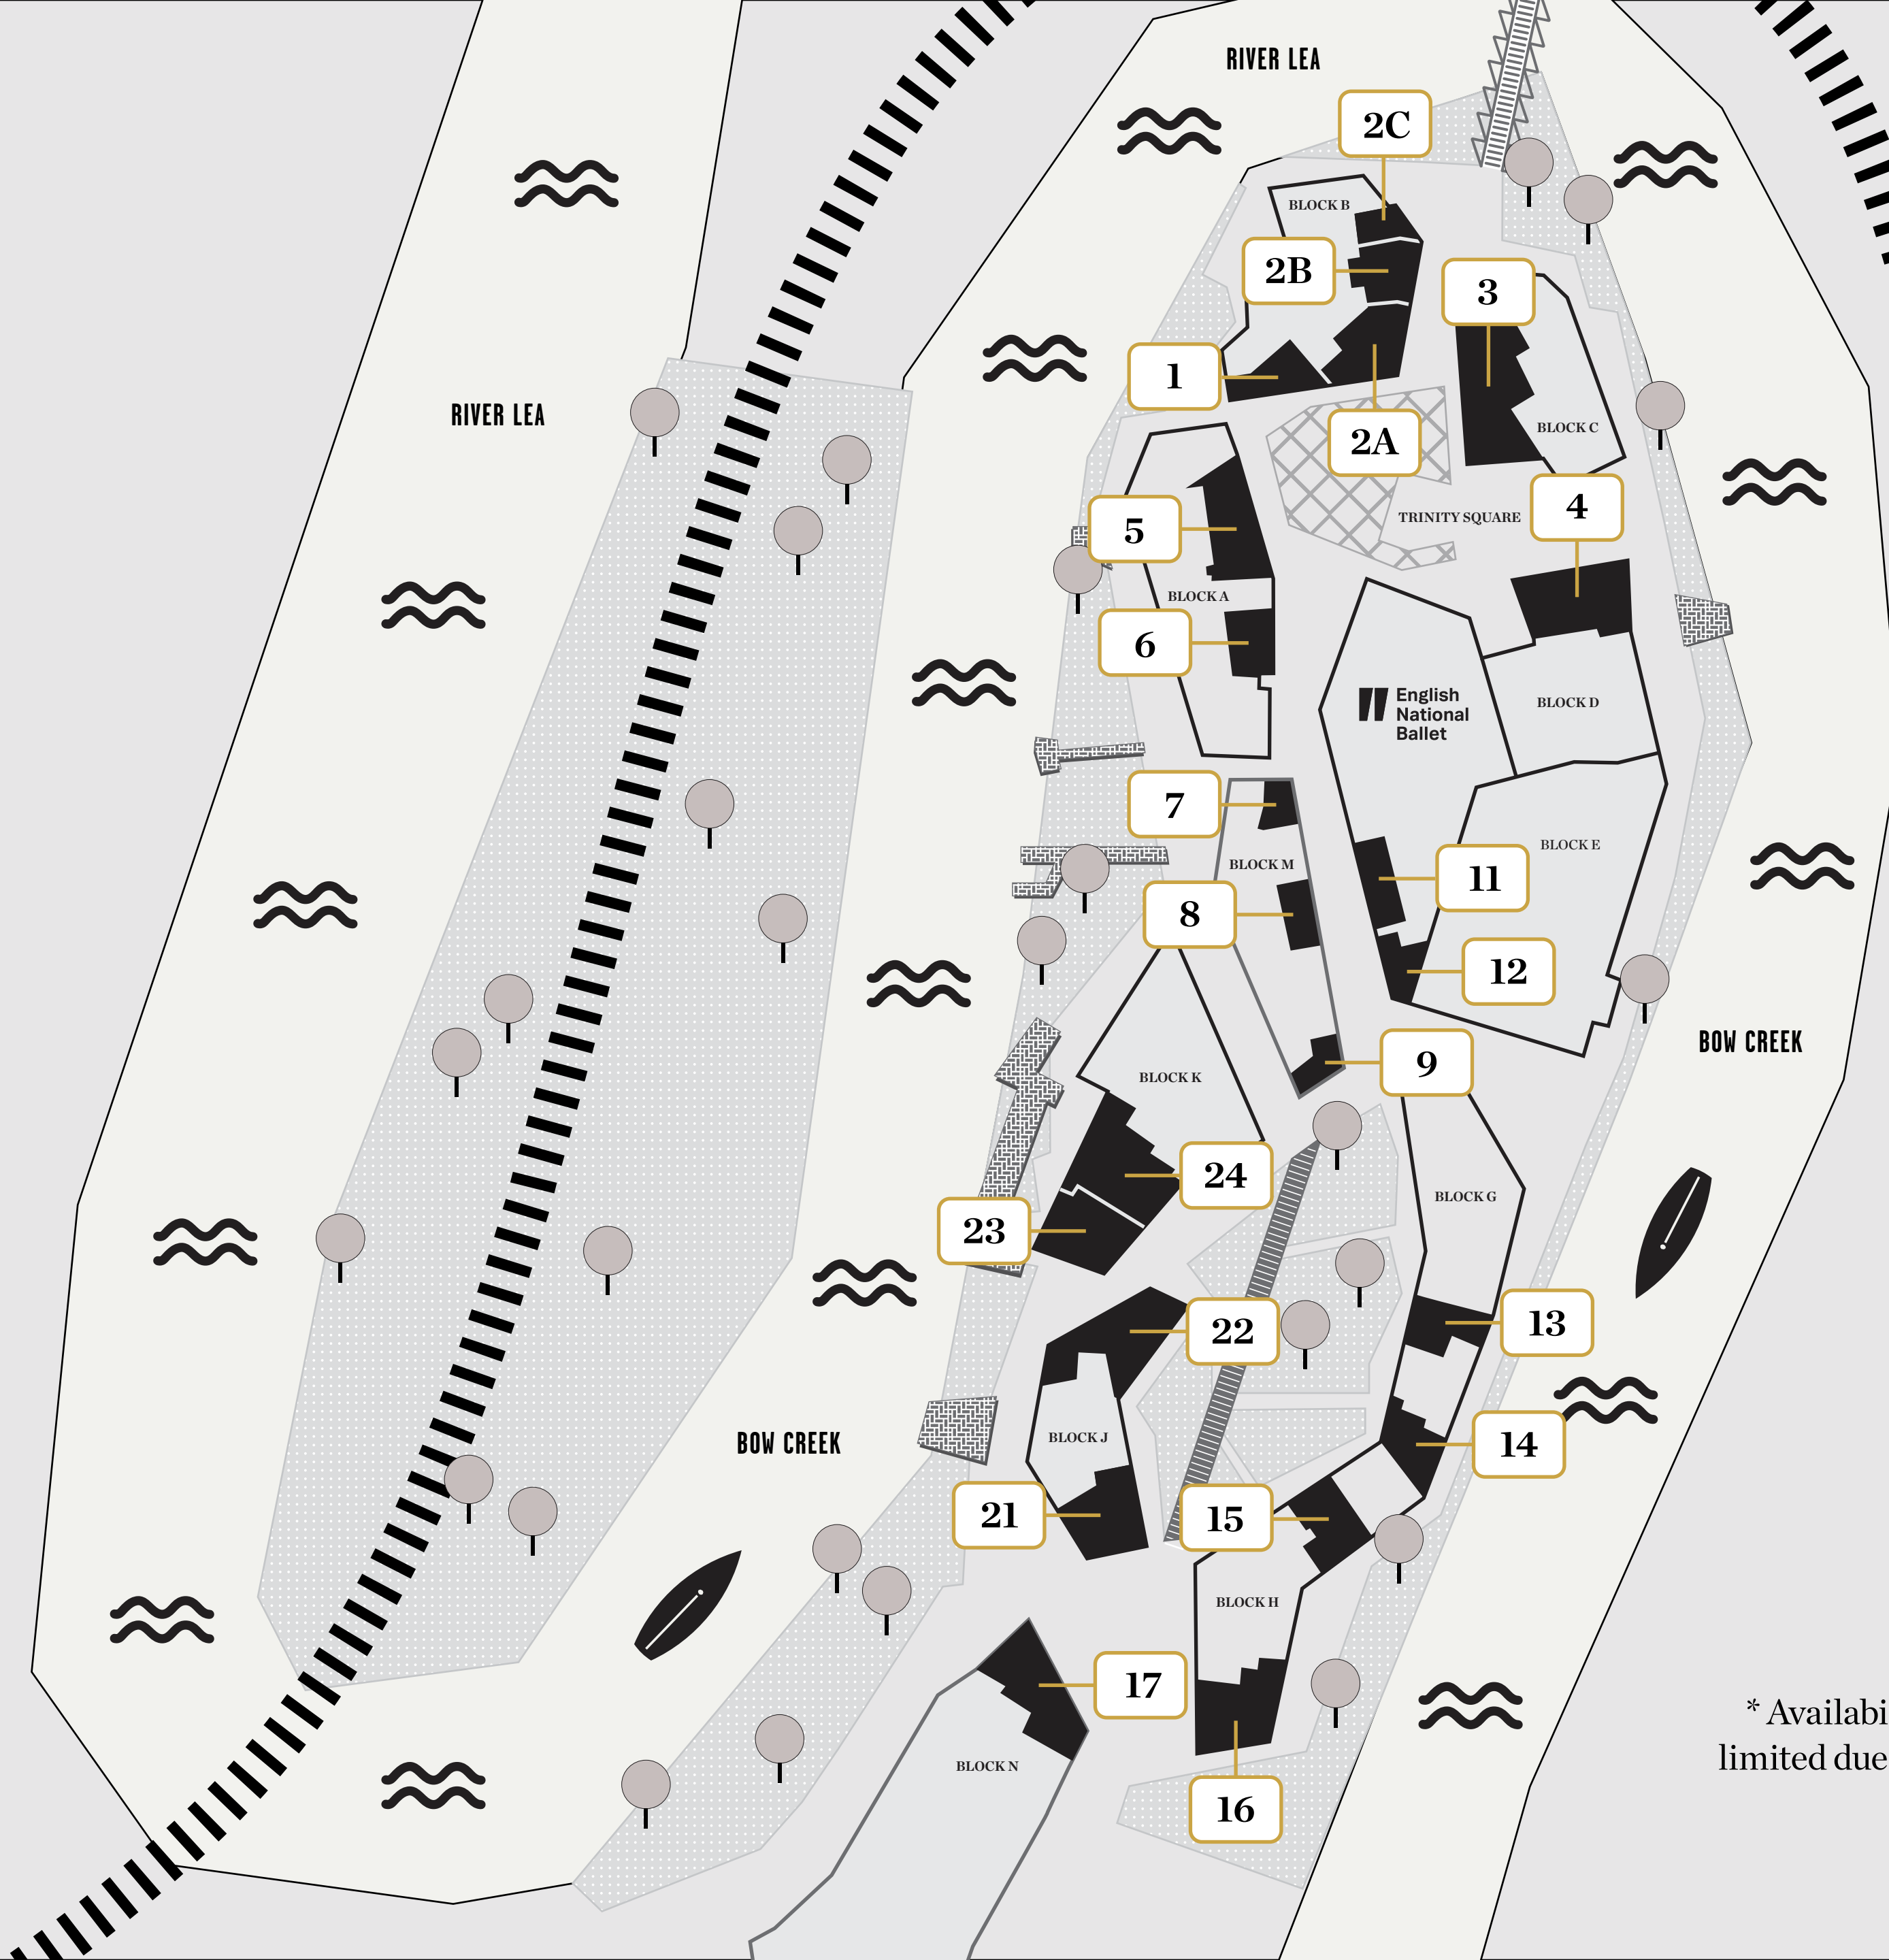 RIVER LEA
2C
BLOCK B
2B
3
1
RIVER LEA
BLOCK C
2A
4
TRINITY SQUARE
5
BLOCK A
6
English
National
Ballet
BLOCK D
7
BLOCK E
BLOCK M
11
8
12
BOW CREEK
9
BLOCK K
24
BLOCK G
23
13
22
BLOCK J
BOW CREEK
14
21
15
BLOCK H
17
* Availabi
limited due
BLOCK N
16